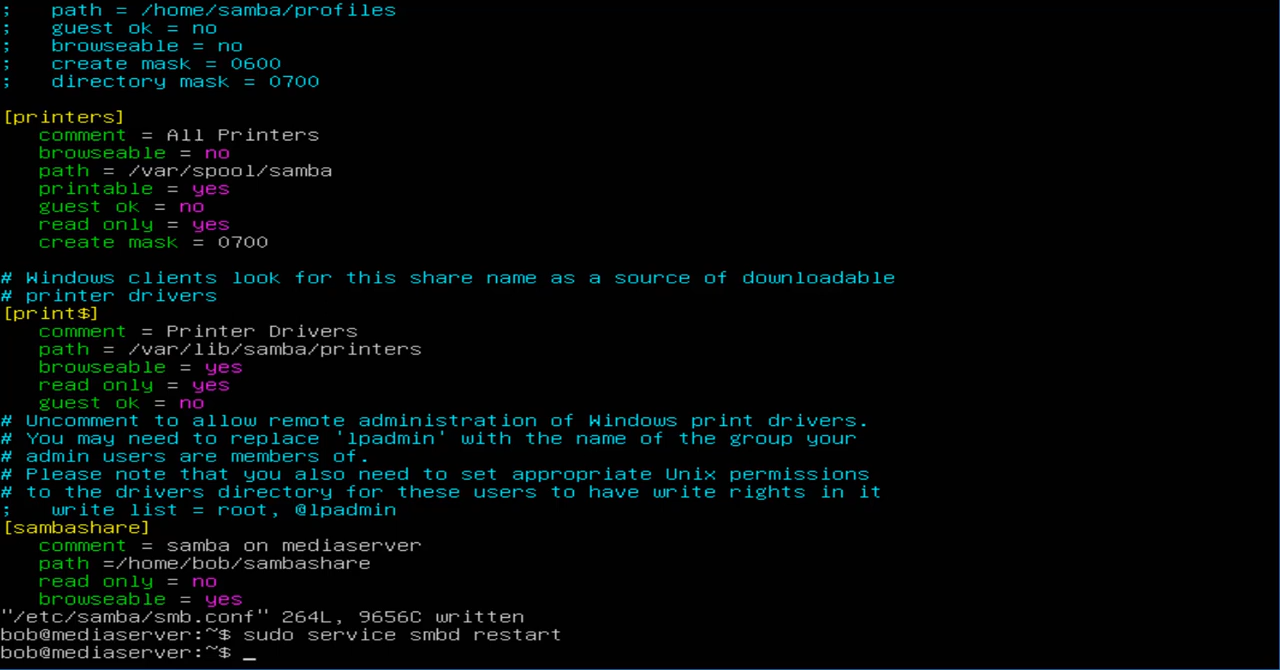 ;   path = /home/samba/profiles
;   guest ok = no
;   browseable = no
;   create mask = 0600
;   directory mask = 0700

[printers]
   comment = All Printers
   browseable = no
   path = /var/spool/samba
   printable = yes
   guest ok = no
   read only = yes
   create mask = 0700

# Windows clients look for this share name as a source of downloadable
# printer drivers
[print$]
   comment = Printer Drivers
   path = /var/lib/samba/printers
   browseable = yes
   read only = yes
   guest ok = no
# Uncomment to allow remote administration of Windows print drivers.
# You may need to replace 'lpadmin' with the name of the group your
# admin users are members of.
# Please note that you also need to set appropriate Unix permissions
# to the drivers directory for these users to have write rights in it
;   write list = root, @lpadmin
[sambashare]
   comment = samba on mediaserver
   path =/home/bob/sambashare
   read only = no
   browseable = yes
"/etc/samba/smb.conf" 264L, 9656C written
bob@mediaserver:~$ sudo service smbd restart
bob@mediaserver:~$ _